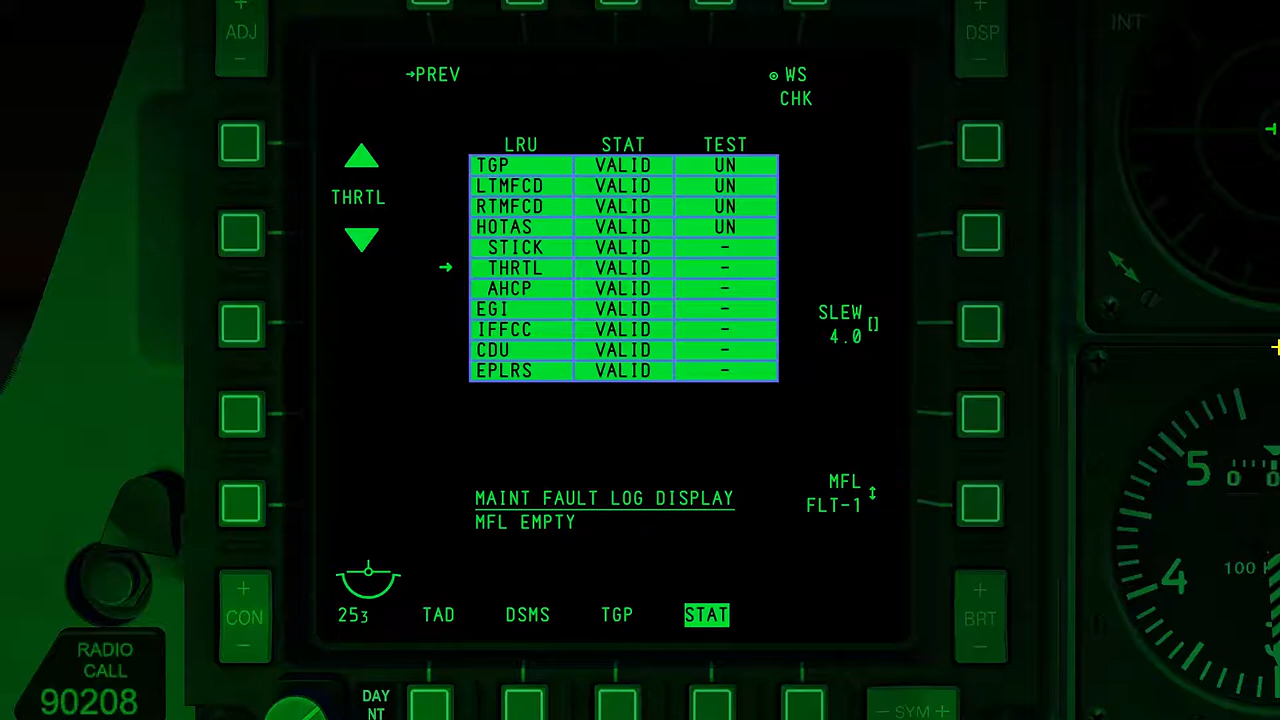 ADJ
DSP
INT
→PREV
WS
CHK
LRU STAT TEST
TGP VALID UN
LTMFCD VALID UN
RTMFCD VALID UN
HOTAS VALID UN
STICK VALID -
THRTL VALID -
AHCP VALID -
EGI VALID -
IFFCC VALID -
CDU VALID -
EPLRS VALID -
THRTL
SLEW
4.0 []
MFL
FLT-1
MAINT FAULT LOG DISPLAY
MFL EMPTY
253 TAD DSMS TGP STAT
CON
BRT
RADIO
CALL
90208
DAY
NT
- SYM +
5 0
4
100